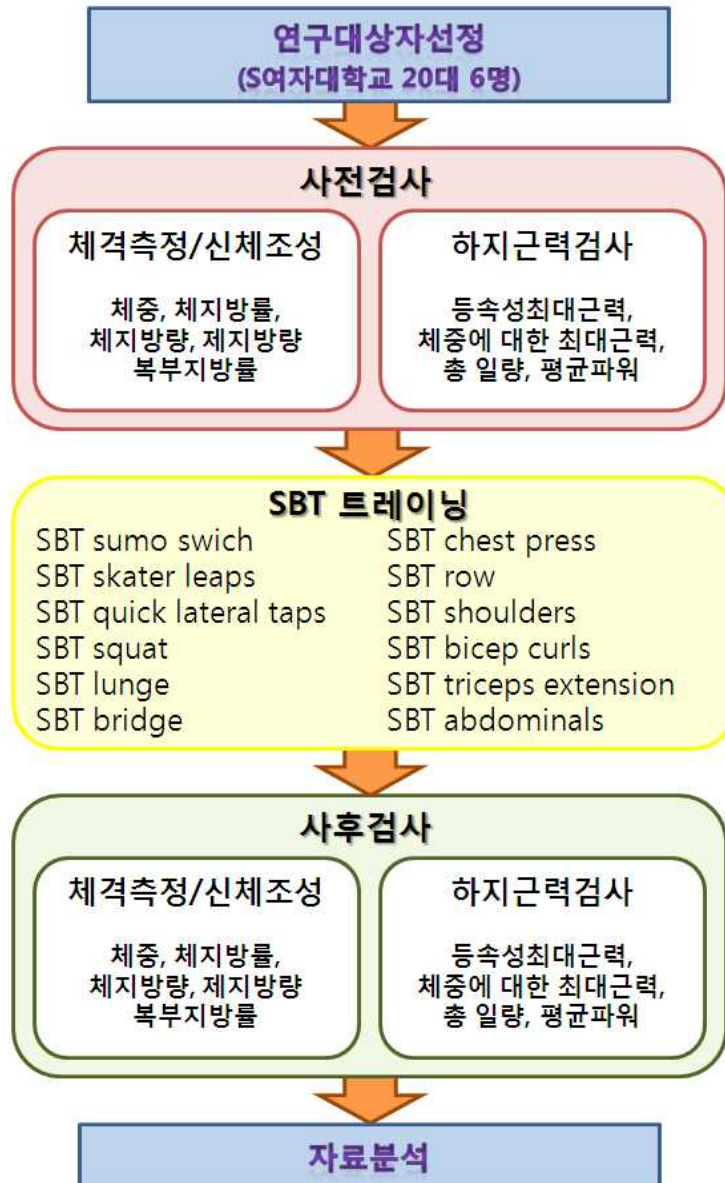 연구대상자선정
(S여자대학교 20대 6명)
사전검사
체격측정/신체조성
체중, 체지방률,
체지방량, 제지방량
복부지방률
하지근력검사
등속성최대근력,
체중에 대한 최대근력,
총 일량, 평균파워
SBT 트레이닝
SBT sumo swich
SBT skater leaps
SBT quick lateral taps
SBT squat
SBT lunge
SBT bridge
SBT chest press
SBT row
SBT shoulders
SBT bicep curls
SBT triceps extension
SBT abdominals
사후검사
체격측정/신체조성
체중, 체지방률,
체지방량, 제지방량
복부지방률
하지근력검사
등속성최대근력,
체중에 대한 최대근력,
총 일량, 평균파워
자료분석